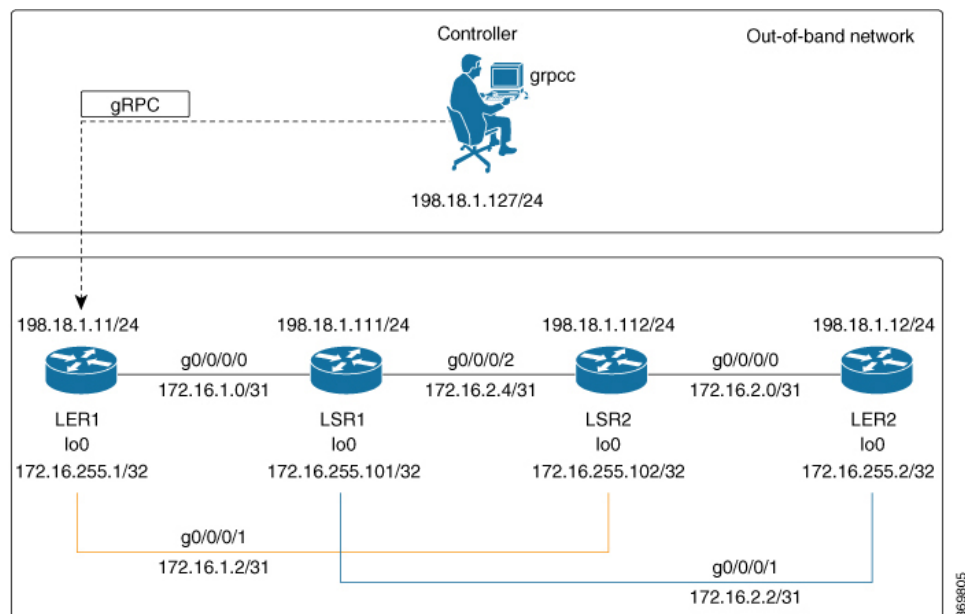 Controller
Out-of-band network
grpcc
gRPC
198.18.1.127/24
198.18.1.11/24
198.18.1.111/24
198.18.1.112/24
198.18.1.12/24
g0/0/0/0
g0/0/0/2
g0/0/0/0
172.16.1.0/31
172.16.2.4/31
172.16.2.0/31
LER1
LSR1
LSR2
LER2
lo0
lo0
lo0
lo0
172.16.255.1/32
172.16.255.101/32
172.16.255.102/32
172.16.255.2/32
g0/0/0/1
172.16.1.2/31
g0/0/0/1
172.16.2.2/31